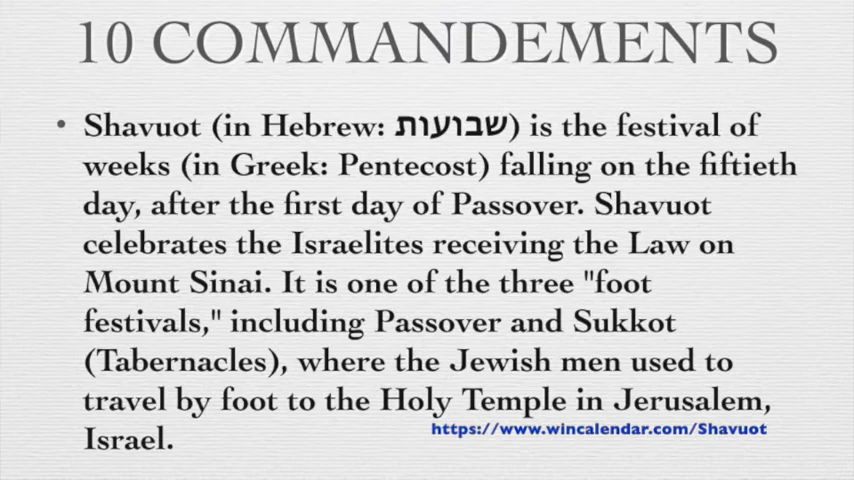 10 COMMANDEMENTS
• Shavuot (in Hebrew: שבועות) is the festival of
weeks (in Greek: Pentecost) falling on the fiftieth
day, after the first day of Passover. Shavuot
celebrates the Israelites receiving the Law on
Mount Sinai. It is one of the three "foot
festivals," including Passover and Sukkot
(Tabernacles), where the Jewish men used to
travel by foot to the Holy Temple in Jerusalem,
Israel.
https://www.wincalendar.com/Shavuot